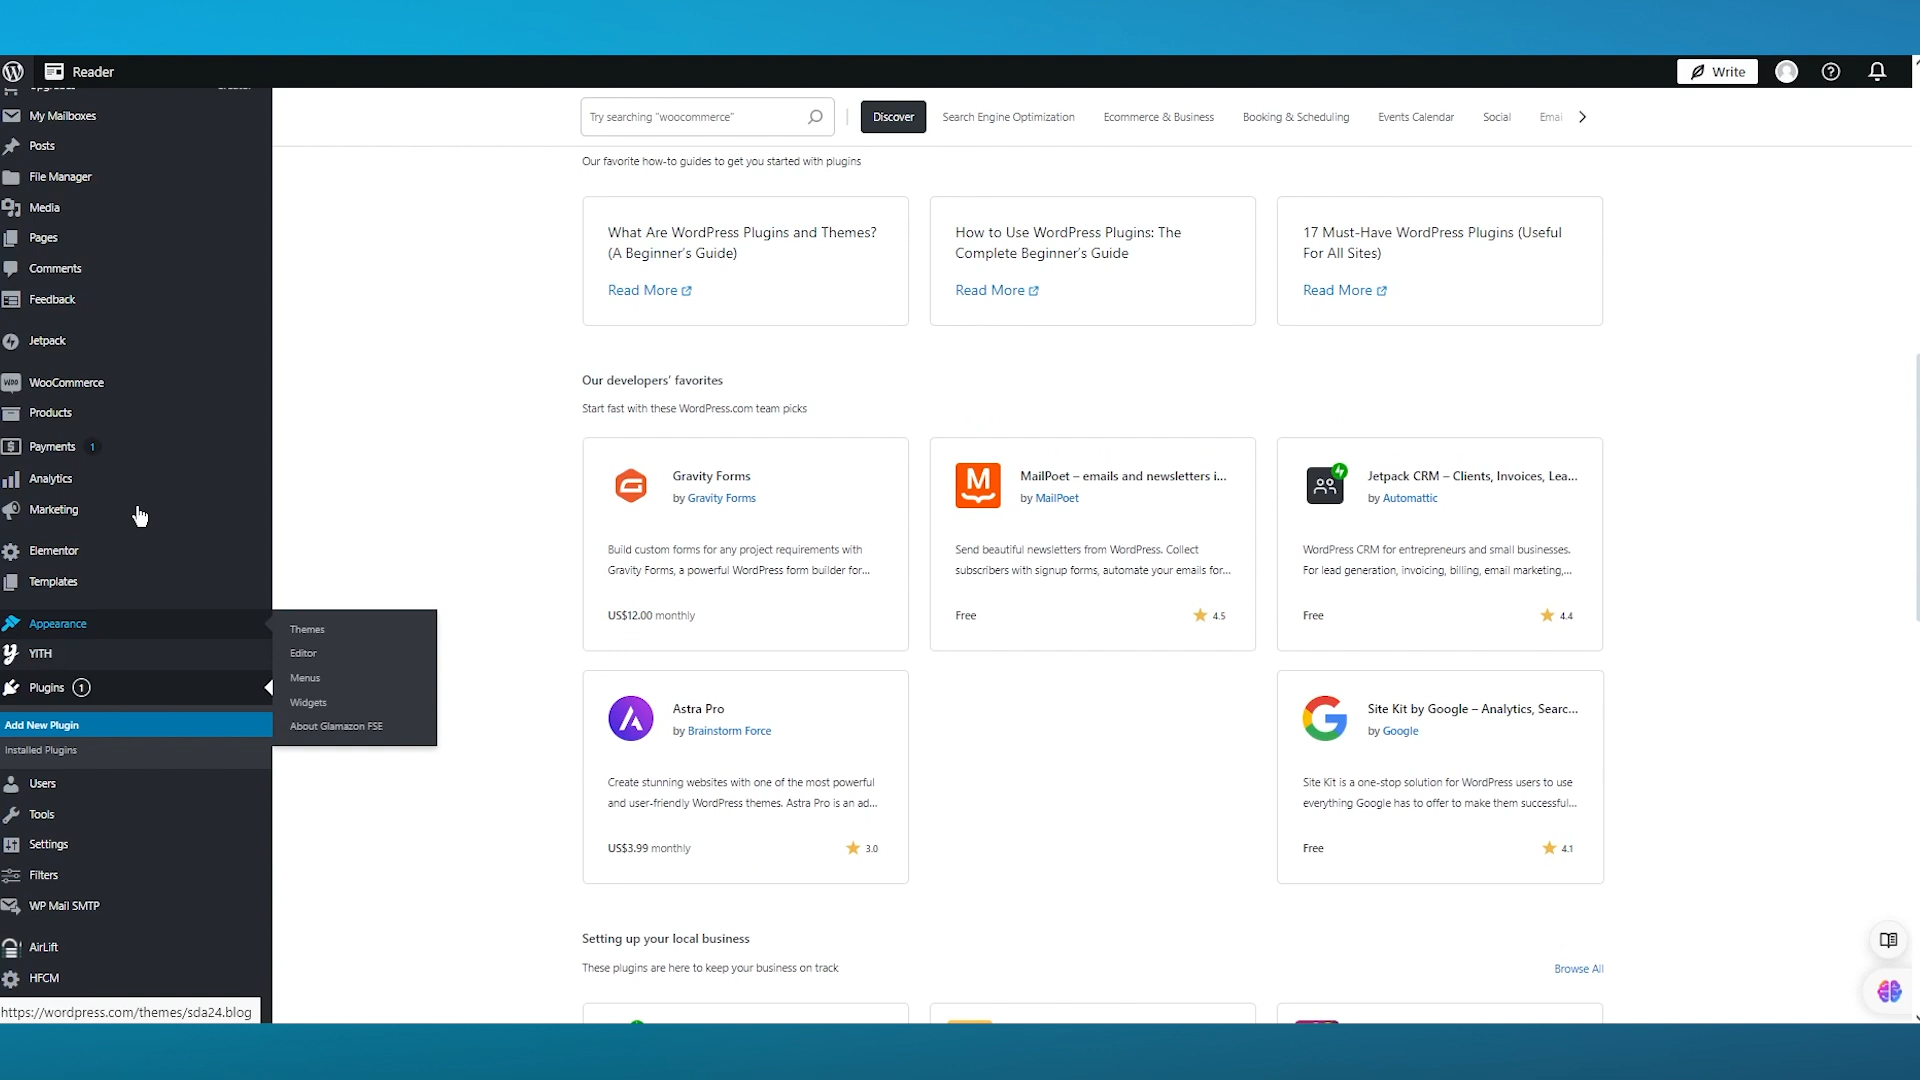 Reader
Write
My Mailboxes
Posts
File Manager
Media
Pages
Comments
Feedback
Jetpack
WOO WooCommerce
Products
Payments 1
Analytics
Marketing
Elementor
Templates
Appearance
YITH
Plugins 1
Add New Plugin
Installed Plugins
Users
Tools
Settings
Filters
WP Mail SMTP
AirLift
HFCM
https://wordpress.com/themes/sda24.blog
Themes
Editor
Menus
Widgets
About Glamazon FSE
Try searching "woocommerce"
Discover
Search Engine Optimization
Ecommerce & Business
Booking & Scheduling
Events Calendar
Social
Emai
Our favorite how-to guides to get you started with plugins
What Are WordPress Plugins and Themes?
(A Beginner's Guide)
Read More
How to Use WordPress Plugins: The
Complete Beginner's Guide
Read More
17 Must-Have WordPress Plugins (Useful
For All Sites)
Read More
Our developers' favorites
Start fast with these WordPress.com team picks
Gravity Forms
by Gravity Forms
Build custom forms for any project requirements with
Gravity Forms, a powerful WordPress form builder for...
US$12.00 monthly
MailPoet – emails and newsletters i...
by MailPoet
Send beautiful newsletters from WordPress. Collect
subscribers with signup forms, automate your emails for...
Free
4.5
Jetpack CRM – Clients, Invoices, Lea...
by Automattic
WordPress CRM for entrepreneurs and small businesses.
For lead generation, invoicing, billing, email marketing,...
Free
4.4
Astra Pro
by Brainstorm Force
Create stunning websites with one of the most powerful
and user-friendly WordPress themes. Astra Pro is an ad...
US$3.99 monthly
3.0
Site Kit by Google – Analytics, Searc...
by Google
Site Kit is a one-stop solution for WordPress users to use
everything Google has to offer to make them successful...
Free
4.1
Setting up your local business
These plugins are here to keep your business on track
Browse All